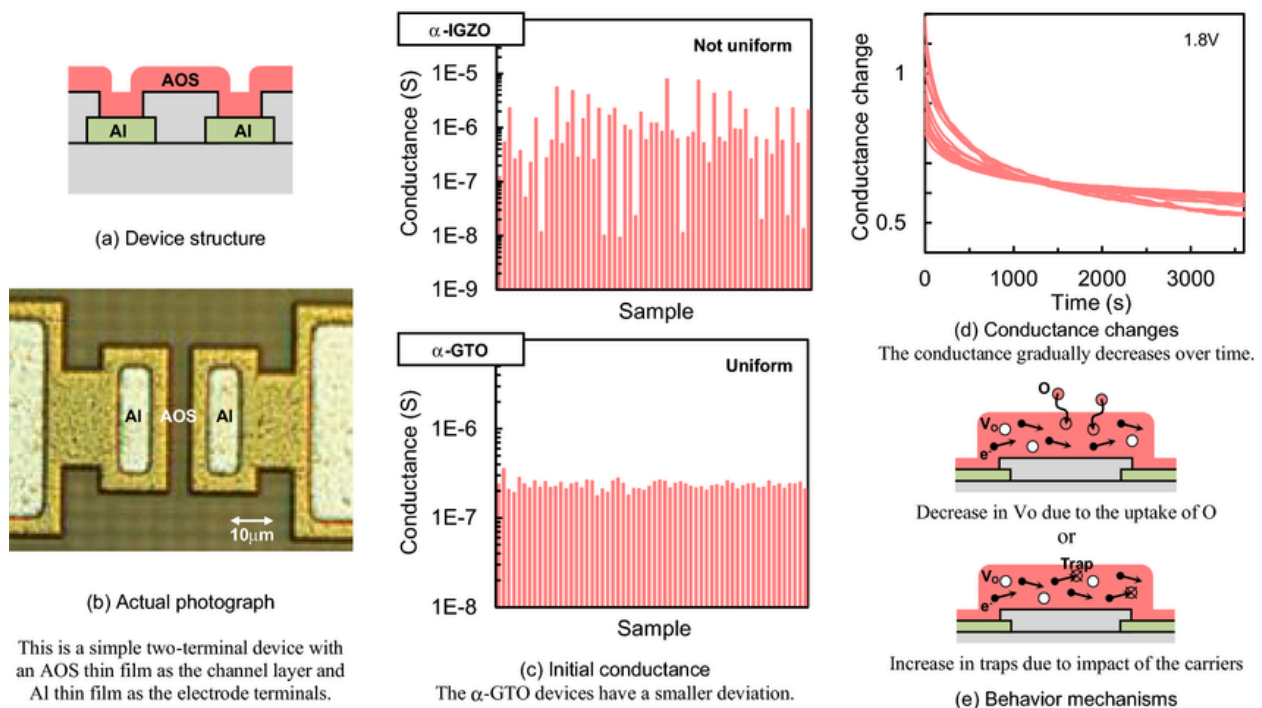 AOS
Al
Al
(a) Device structure
Al
AOS
Al
10μm
(b) Actual photograph
This is a simple two-terminal device with
an AOS thin film as the channel layer and
Al thin film as the electrode terminals.
α-IGZO
Not uniform
Conductance (S)
1E-5
1E-6
1E-7
1E-8
1E-9
Sample
α-GTO
Uniform
Conductance (S)
1E-6
1E-7
1E-8
Sample
(c) Initial conductance
The α-GTO devices have a smaller deviation.
1.8V
Conductance change
1
0.5
0
1000
2000
3000
Time (s)
(d) Conductance changes
The conductance gradually decreases over time.
O
Vo
e-
Decrease in Vo due to the uptake of O
or
Trap
Vo
e-
Increase in traps due to impact of the carriers
(e) Behavior mechanisms